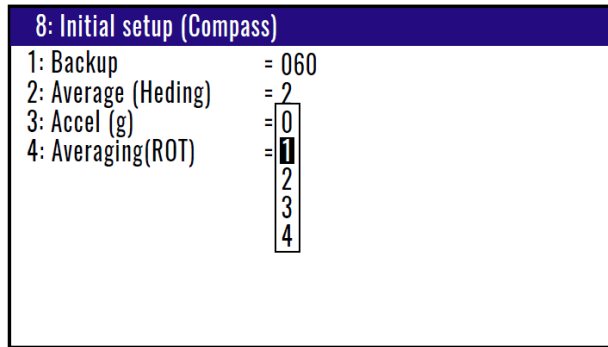 8: Initial setup (Compass)
1: Backup = 060
2: Average (Heding) = 2
3: Accel (g) = 0
4: Averaging(ROT) = 1
2
3
4